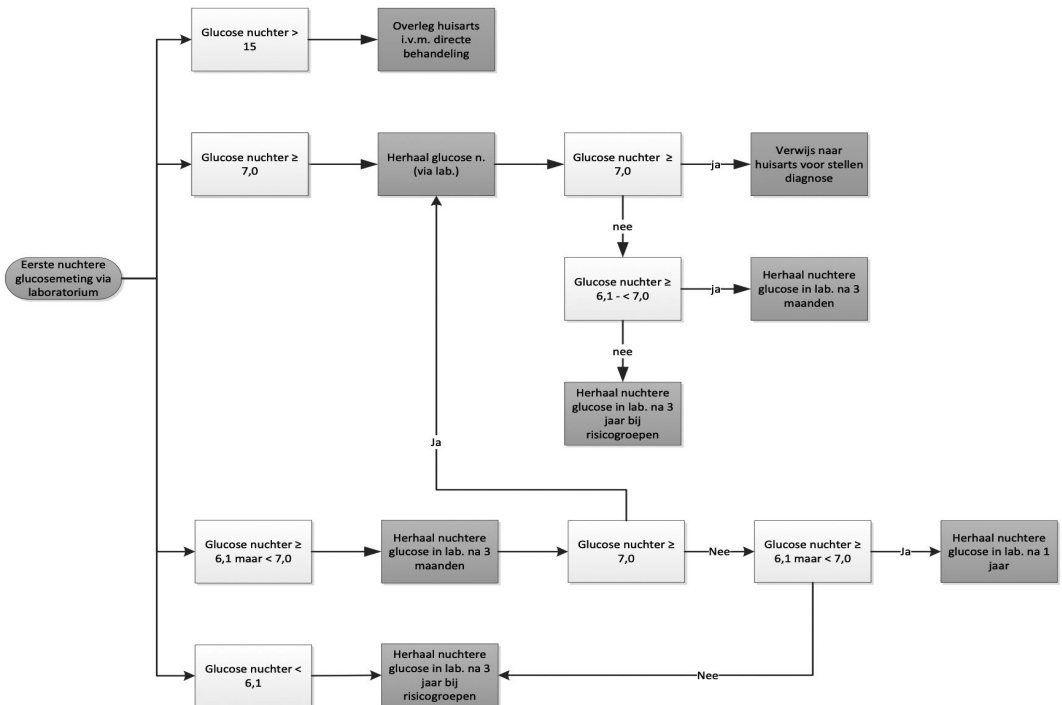 Glucose nuchter >
15
Overleg huisarts
i.v.m. directe
behandeling
Glucose nuchter ≥
7,0
Herhaal glucose n.
(via lab.)
Glucose nuchter ≥
7,0
ja
Verwijs naar
huisarts voor stellen
diagnose
nee
Eerste nuchtere
glucosemeting via
laboratorium
Glucose nuchter ≥
6,1 - < 7,0
ja
Herhaal nuchtere
glucose in lab. na 3
maanden
nee
Herhaal nuchtere
glucose in lab. na 3
jaar bij
risicogroepen
Ja
Glucose nuchter ≥
6,1 maar < 7,0
Herhaal nuchtere
glucose in lab. na 3
maanden
Glucose nuchter ≥
7,0
Nee
Glucose nuchter ≥
6,1 maar < 7,0
Ja
Herhaal nuchtere
glucose in lab. na 1
jaar
Glucose nuchter <
6,1
Herhaal nuchtere
glucose in lab. na 3
jaar bij
risicogroepen
Nee